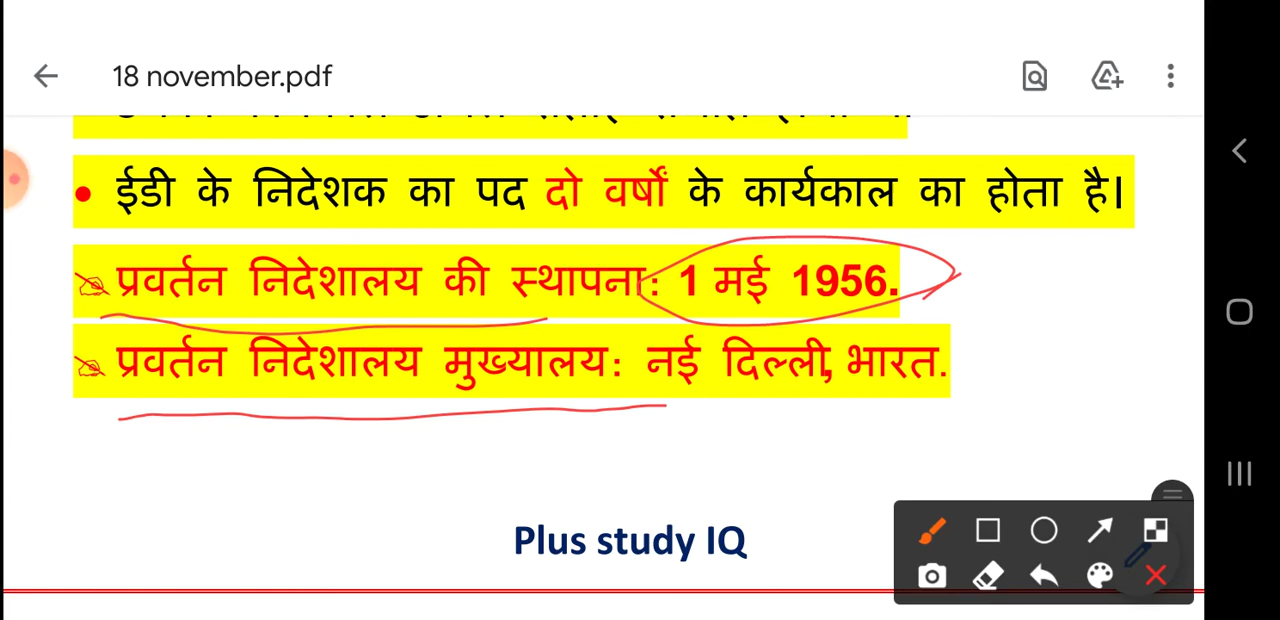 18 november.pdf
• ईडी के निदेशक का पद दो वर्षों के कार्यकाल का होता है।
प्रवर्तन निदेशालय की स्थापना: 1 मई 1956.
प्रवर्तन निदेशालय मुख्यालय: नई दिल्ली, भारत.
Plus study IQ